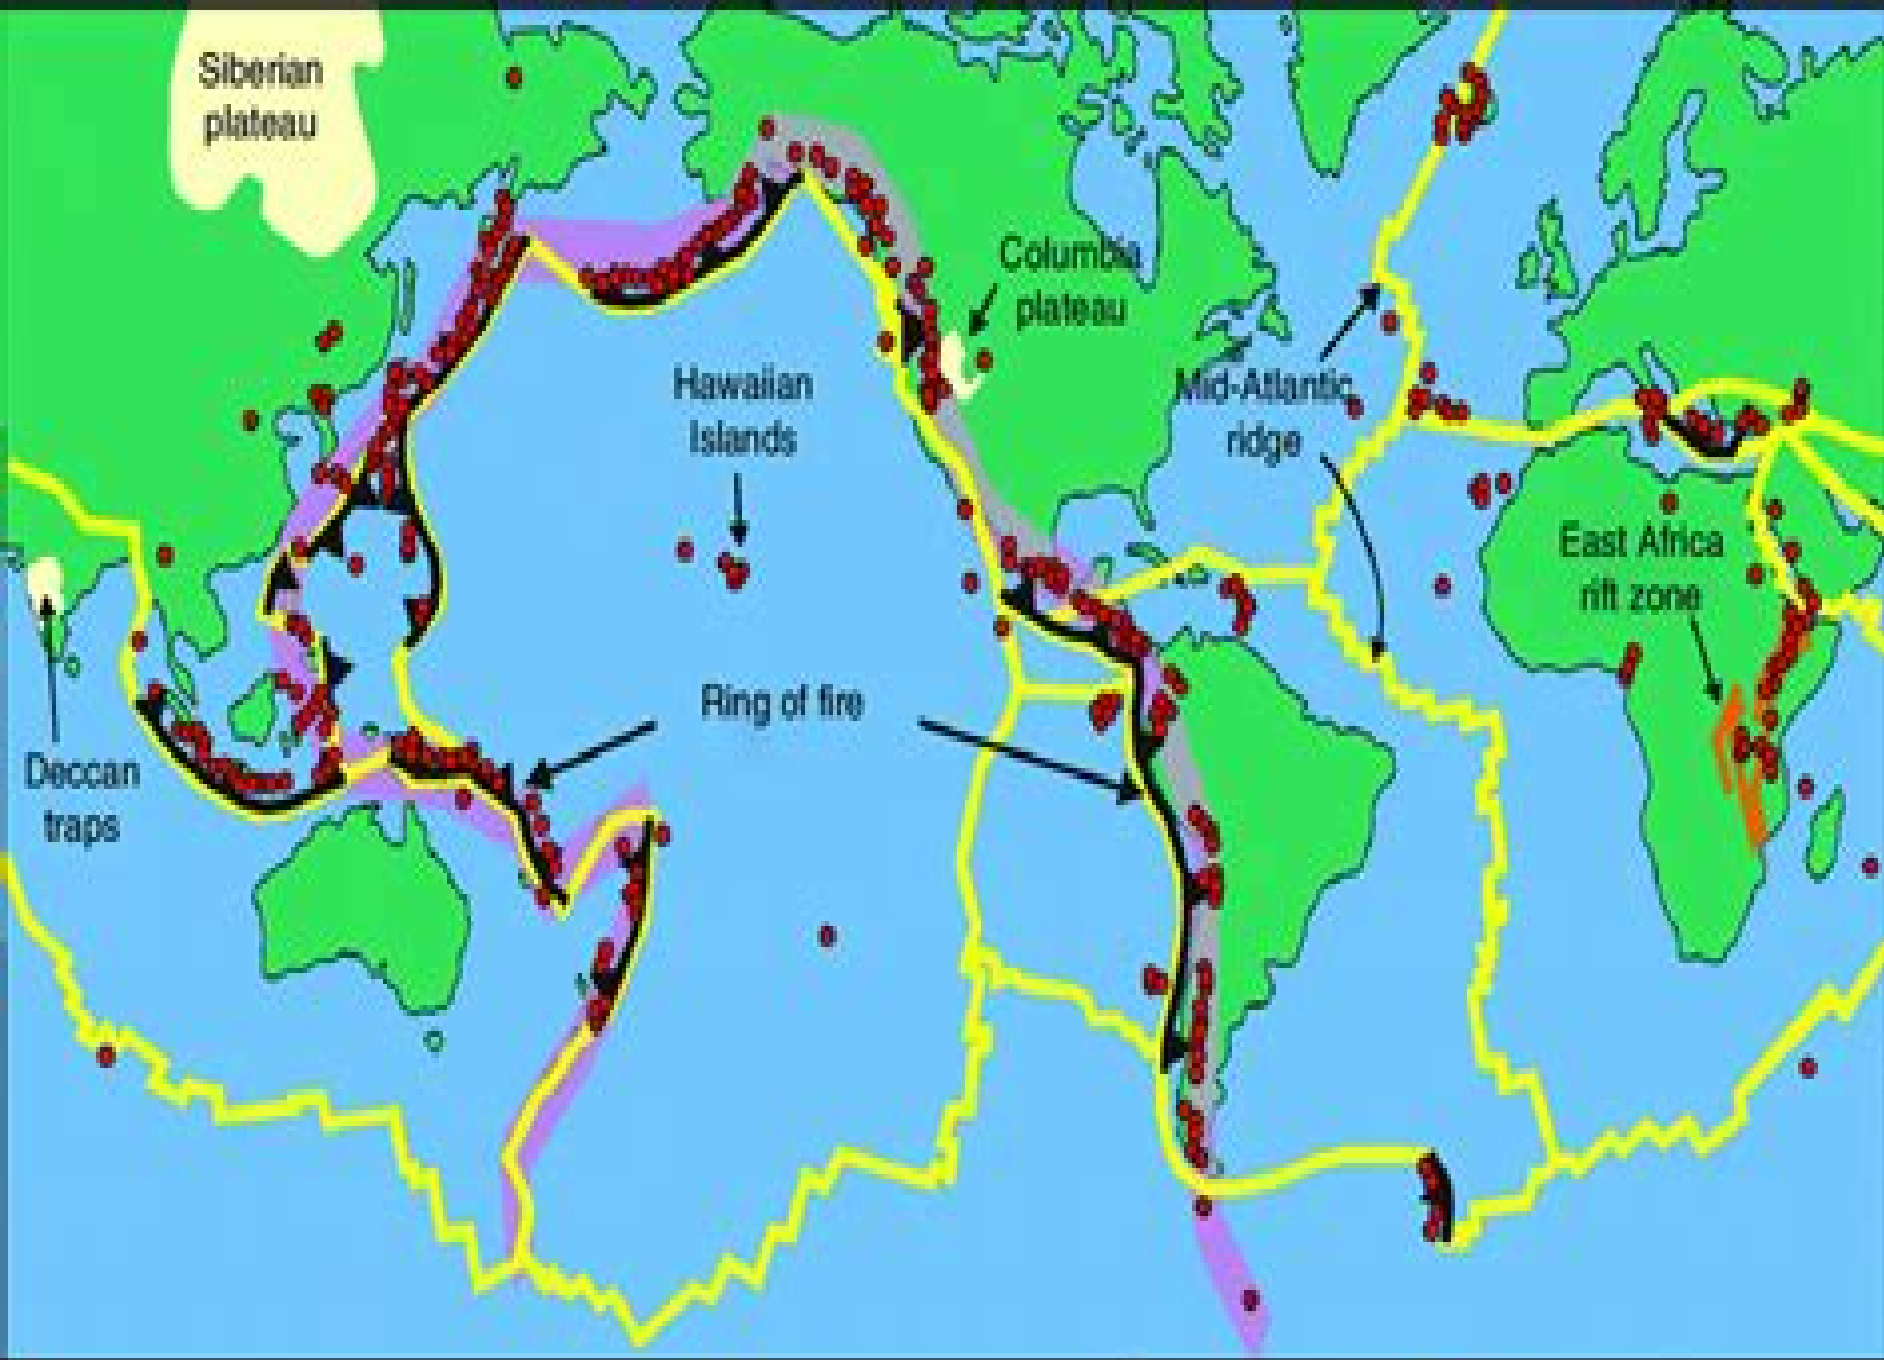 Siberian
plateau
Columbia
plateau
Hawaiian
Islands
Mid-Atlantic
ridge
East Africa
rift zone
Ring of fire
Deccan
traps